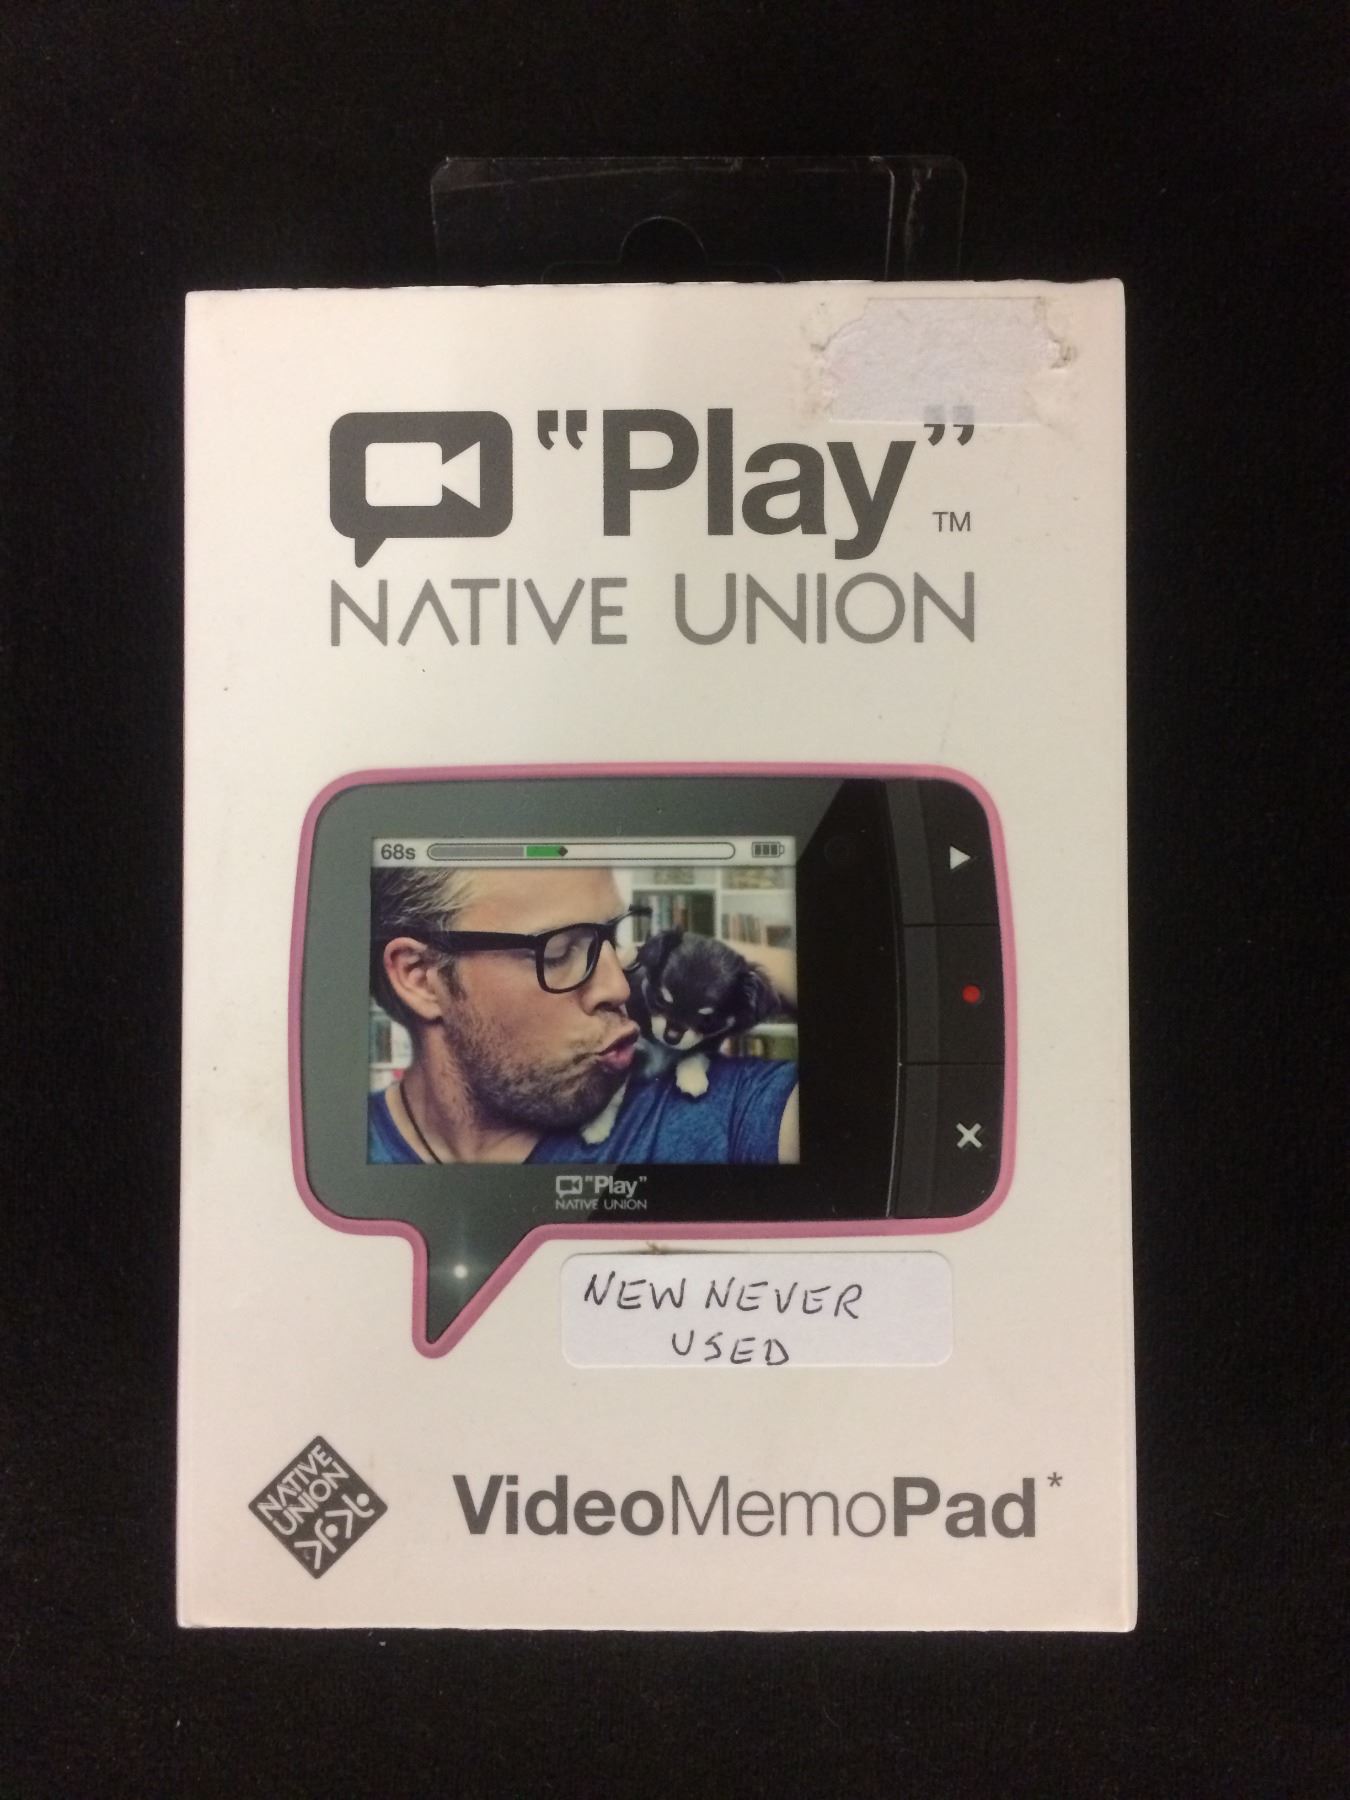 "Play"
TM
NATIVE UNION
68s
"Play"
NATIVE UNION
NEW NEVER
USED
NATIVE
UNION
VideoMemoPad*